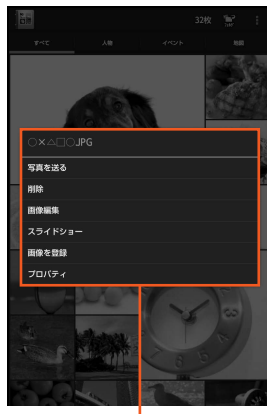 32枚
すべて
人物
イベント
地図
○×△□○JPG
写真を送る
削除
画像編集
スライドショー
画像を登録
プロパティ